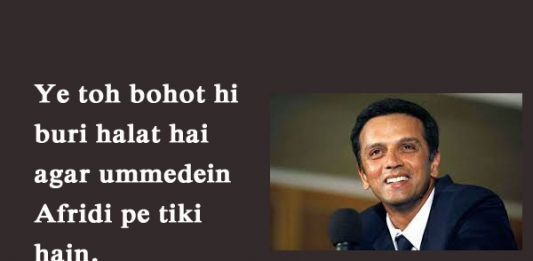 Ye toh bohot hi
buri halat hai
agar ummedein
Afridi pe tiki
hain.